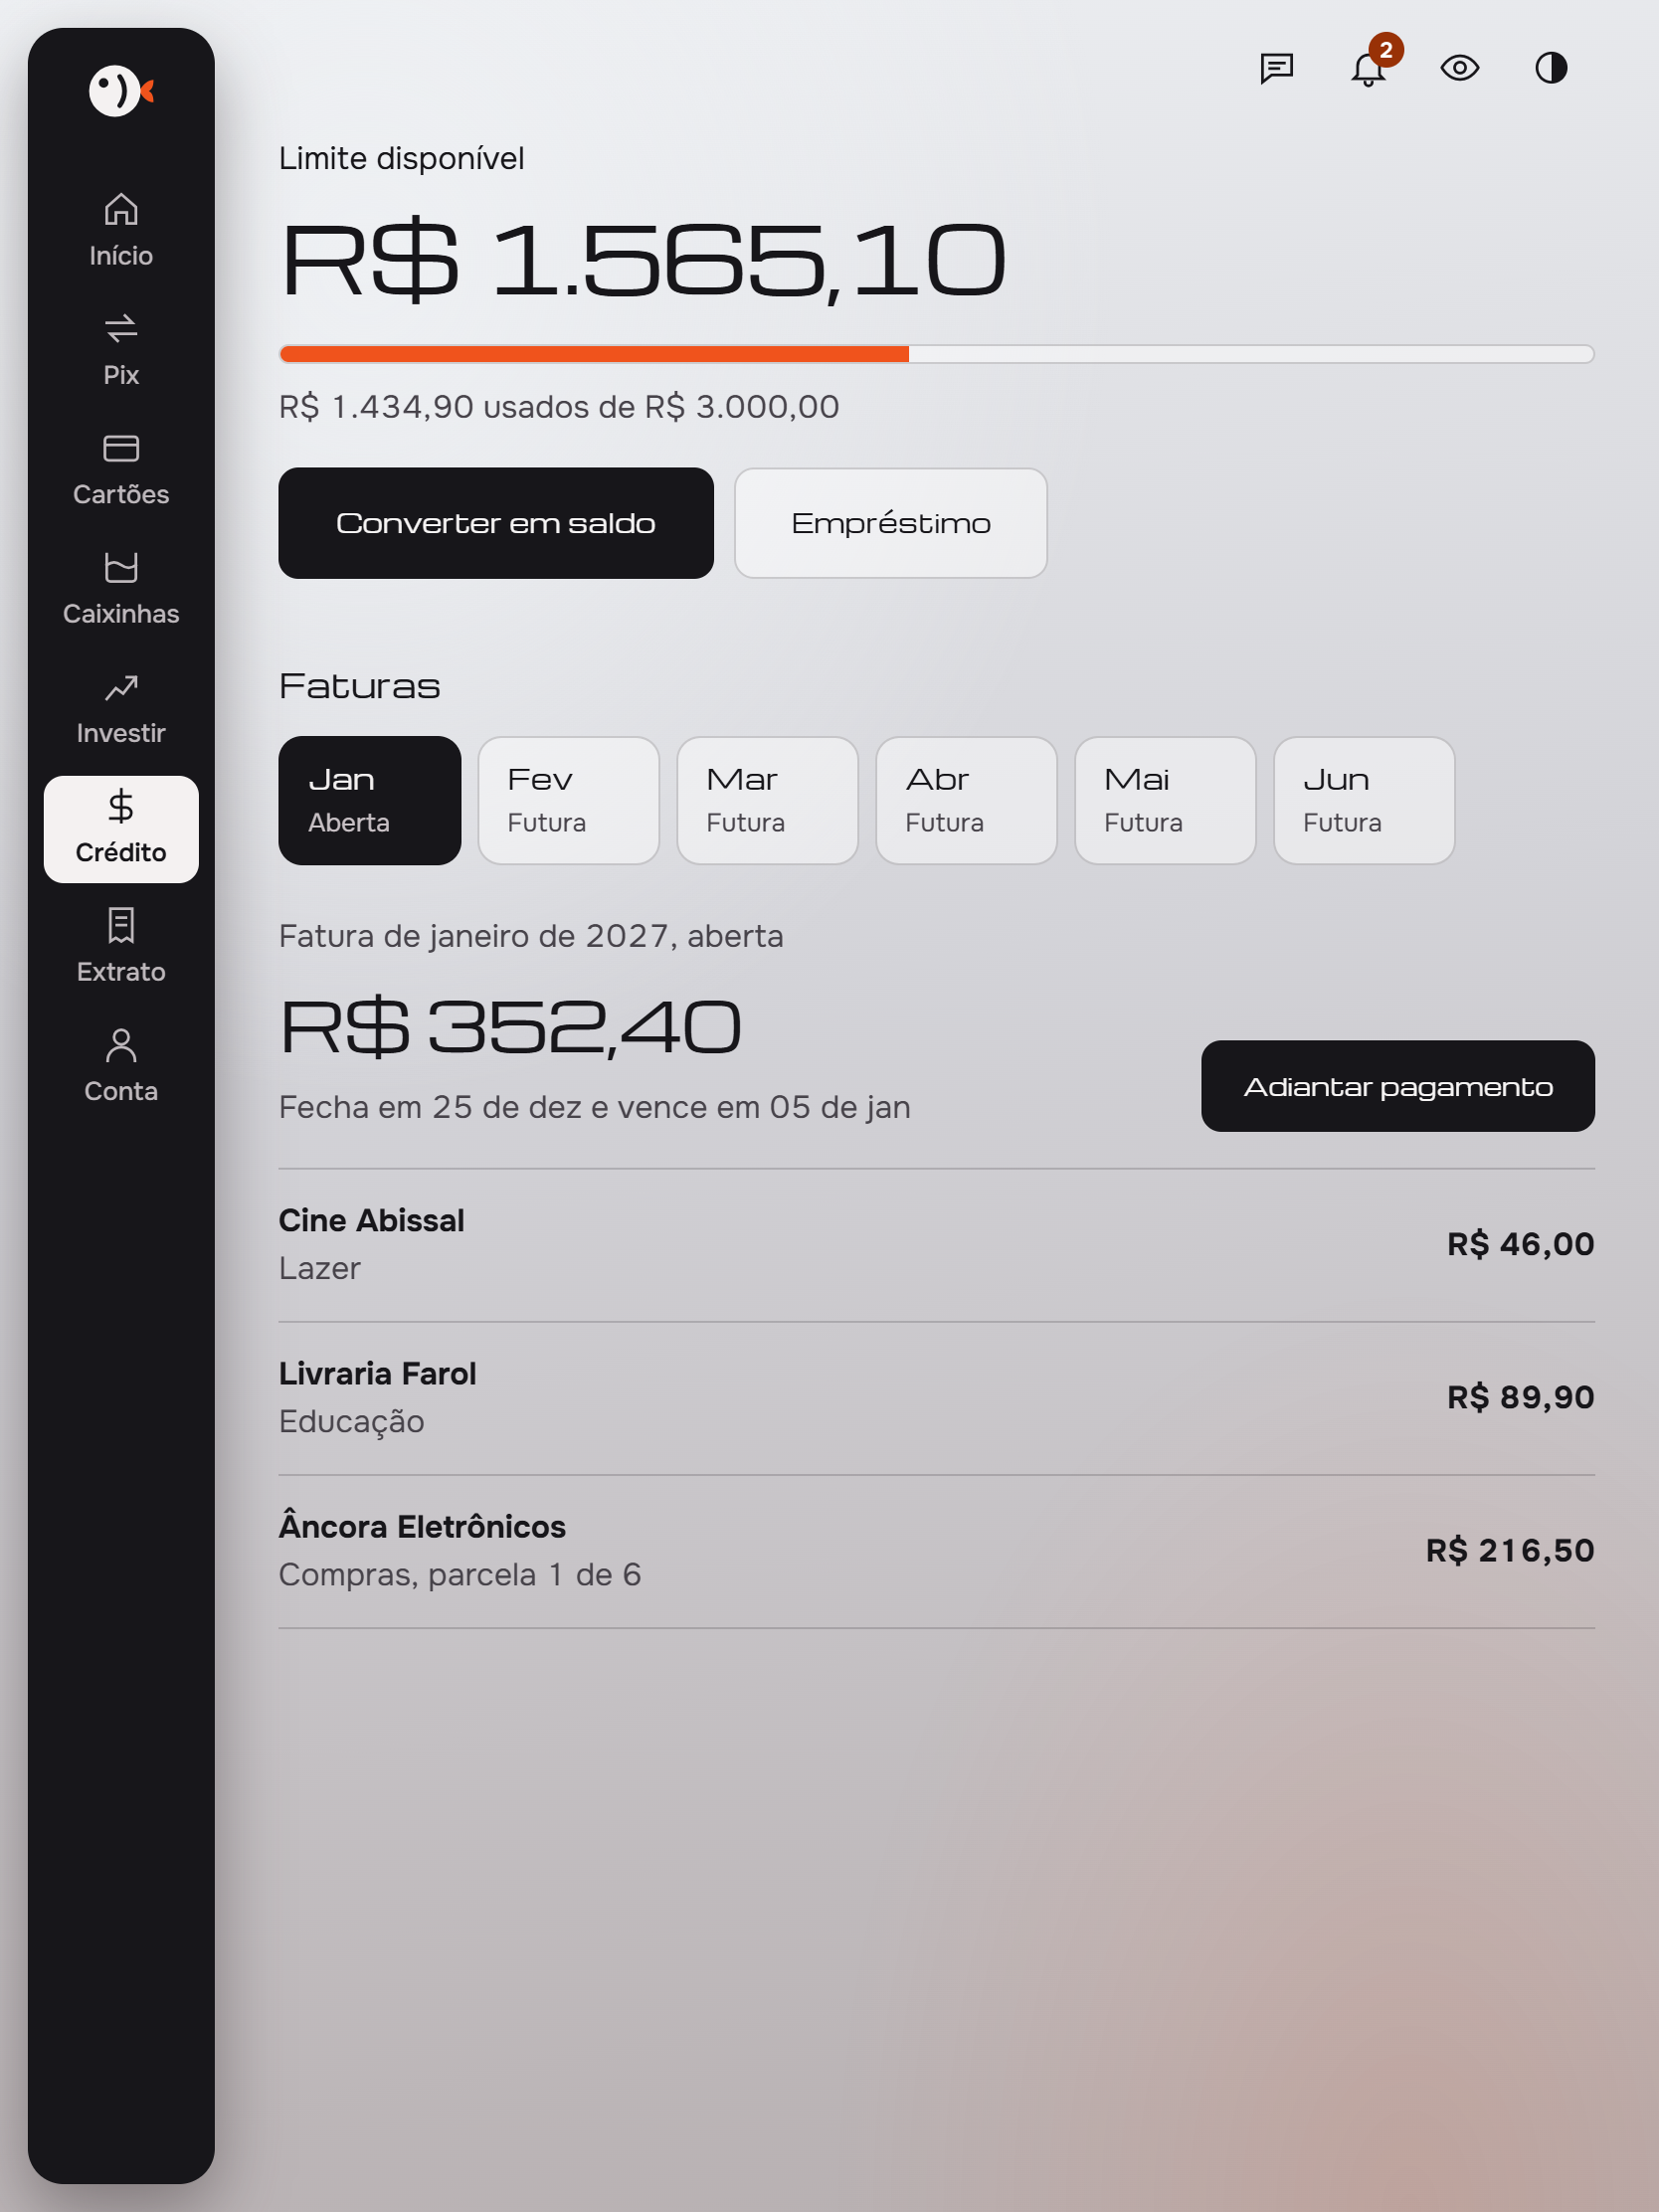 2
Início
Pix
Cartões
Caixinhas
Investir
Crédito
Extrato
Conta
Limite disponível
R$ 1.565,10
R$ 1.434,90 usados de R$ 3.000,00
Converter em saldo
Empréstimo
Faturas
Jan
Aberta
Fev
Futura
Mar
Futura
Abr
Futura
Mai
Futura
Jun
Futura
Fatura de janeiro de 2027, aberta
R$ 352,40
Fecha em 25 de dez e vence em 05 de jan
Adiantar pagamento
Cine Abissal
Lazer
R$ 46,00
Livraria Farol
Educação
R$ 89,90
Âncora Eletrônicos
Compras, parcela 1 de 6
R$ 216,50